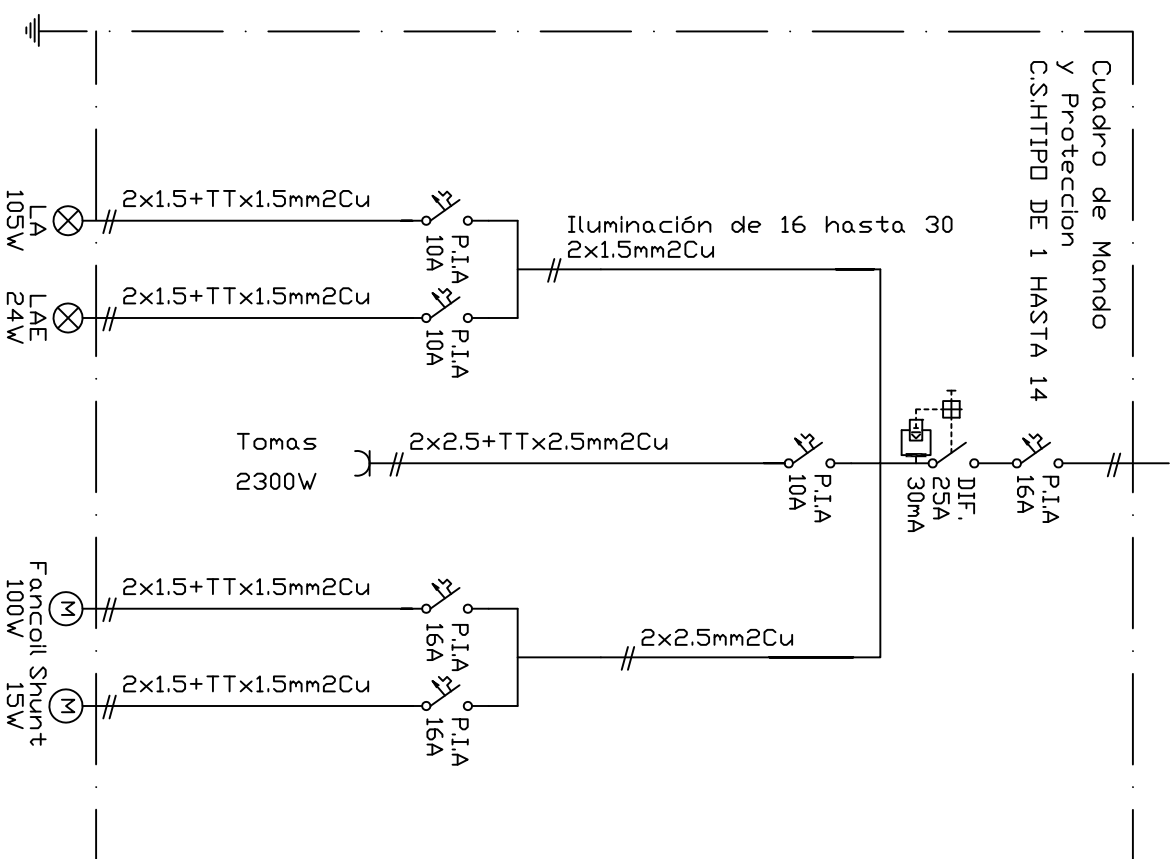 Cuadro de Mando
y Proteccion
C.S.HTIPO DE 1 HASTA 14
P.I.A
16A
DIF.
25A
30mA
Iluminación de 16 hasta 30
2x1.5mm2Cu
2x1.5+TTx1.5mm2Cu
P.I.A
10A
LA
105W
2x1.5+TTx1.5mm2Cu
P.I.A
10A
LAE
24W
Tomas
2300W
2x2.5+TTx2.5mm2Cu
P.I.A
10A
2x2.5mm2Cu
2x1.5+TTx1.5mm2Cu
P.I.A
16A
M
Fancoil
100W
2x1.5+TTx1.5mm2Cu
P.I.A
16A
M
Shunt
15W